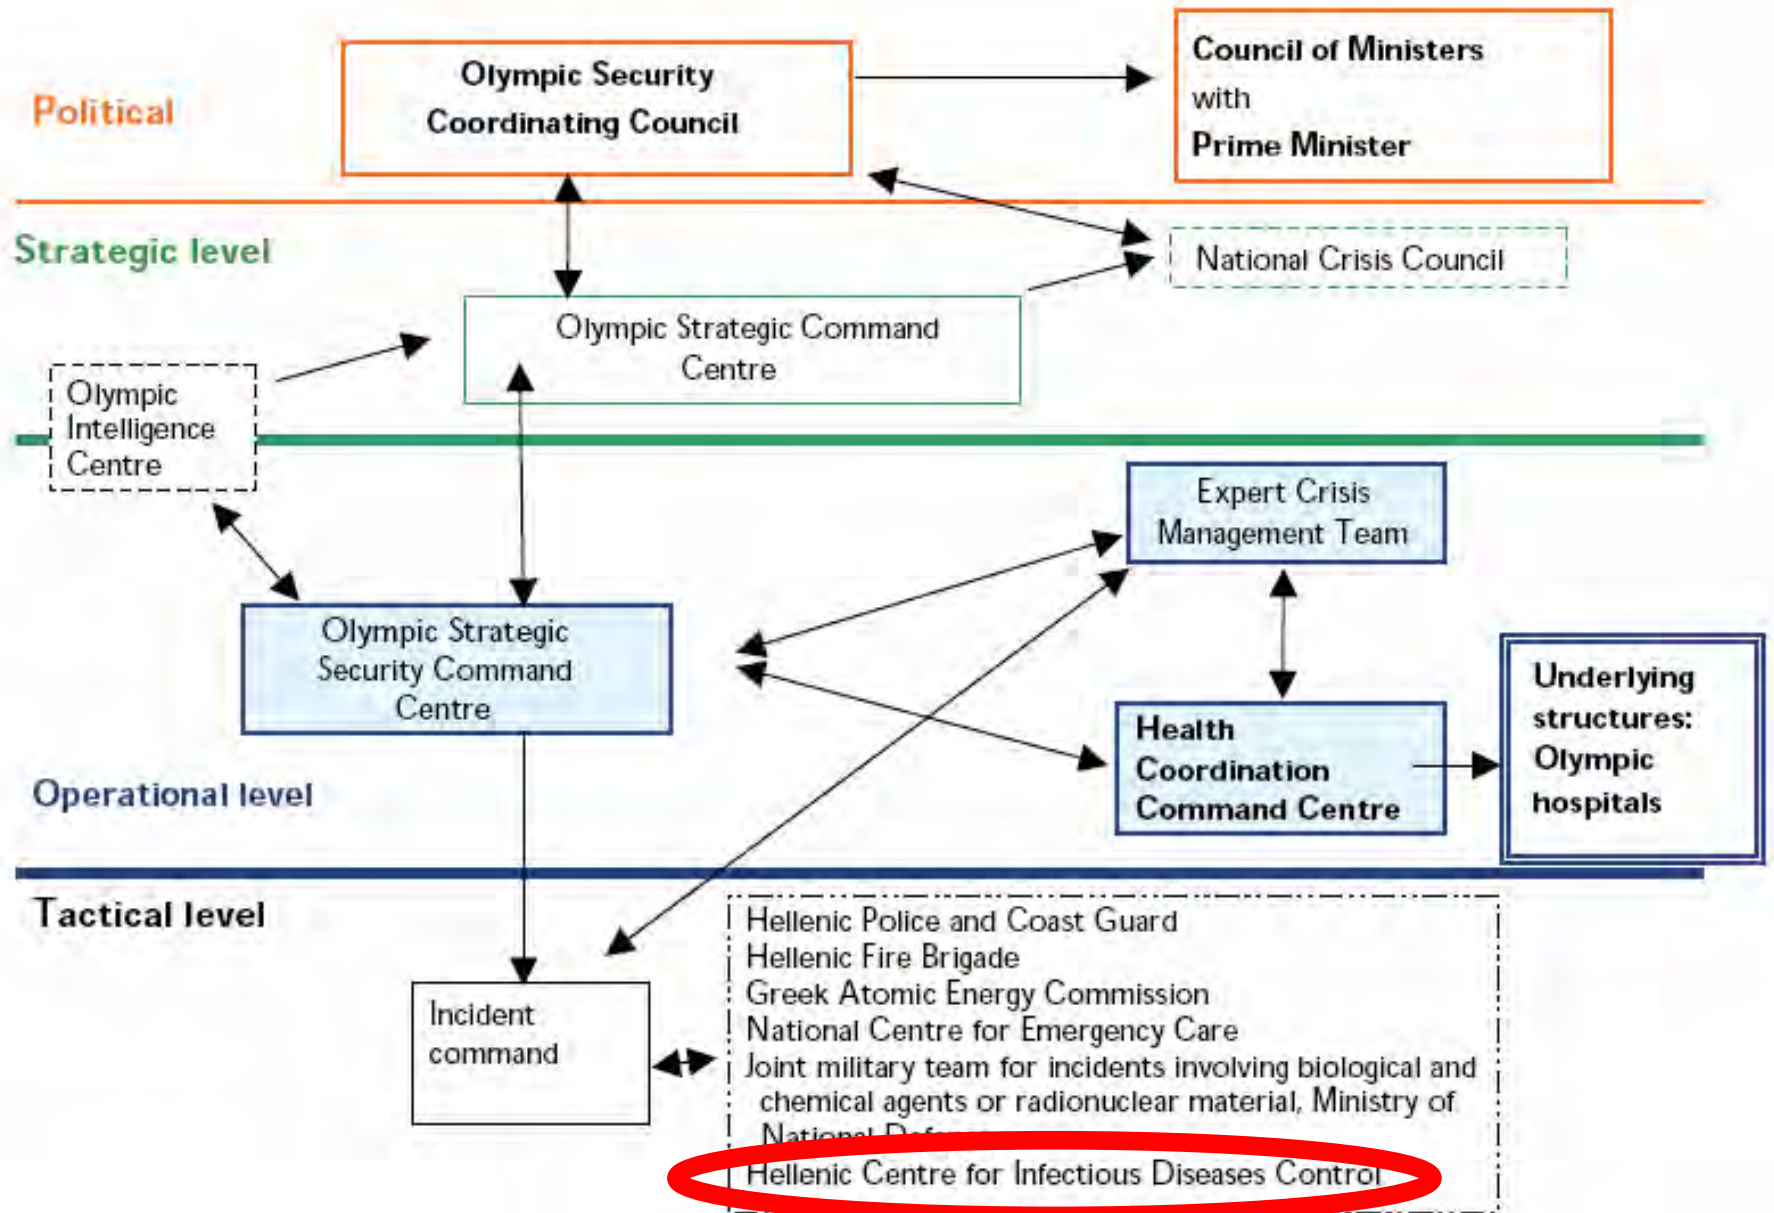 Political
Olympic Security
Coordinating Council
Council of Ministers
with
Prime Minister
Strategic level
National Crisis Council
Olympic Strategic Command
Centre
Olympic
Intelligence
Centre
Expert Crisis
Management Team
Olympic Strategic
Security Command
Centre
Health
Coordination
Command Centre
Underlying
structures:
Olympic
hospitals
Operational level
Tactical level
Incident
command
Hellenic Police and Coast Guard
Hellenic Fire Brigade
Greek Atomic Energy Commission
National Centre for Emergency Care
Joint military team for incidents involving biological and
chemical agents or radionuclear material, Ministry of
National Defence
Hellenic Centre for Infectious Diseases Control